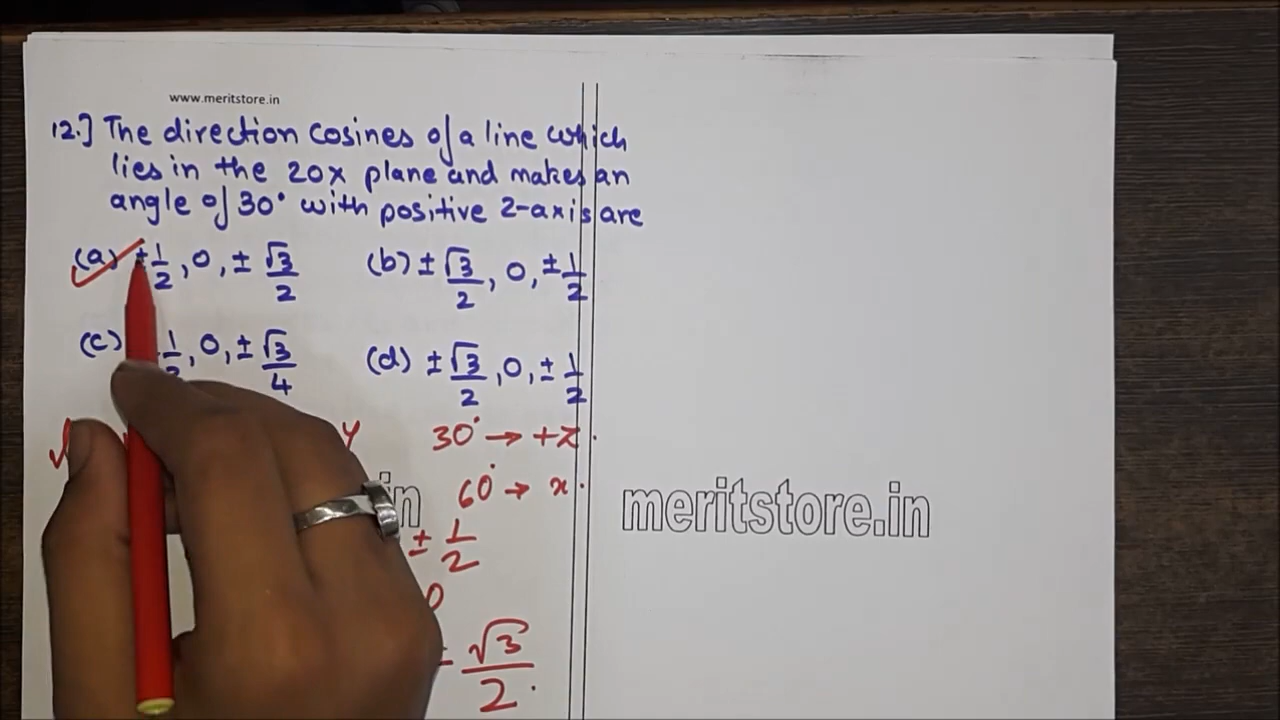 www.meritstore.in
12.] The direction cosines of a line which
lies in the ZOX plane and makes an
angle of 30° with positive Z-axis are
(a) ± 1/2, 0, ± √3/2 (b) ± √3/2, 0, ± 1/2
(c) 1/2, 0, ± √3/4 (d) ± √3/2, 0, ± 1/2
y 30° → +z.
60° → x.
in meritstore.in
± 1/2
0
√3/2.